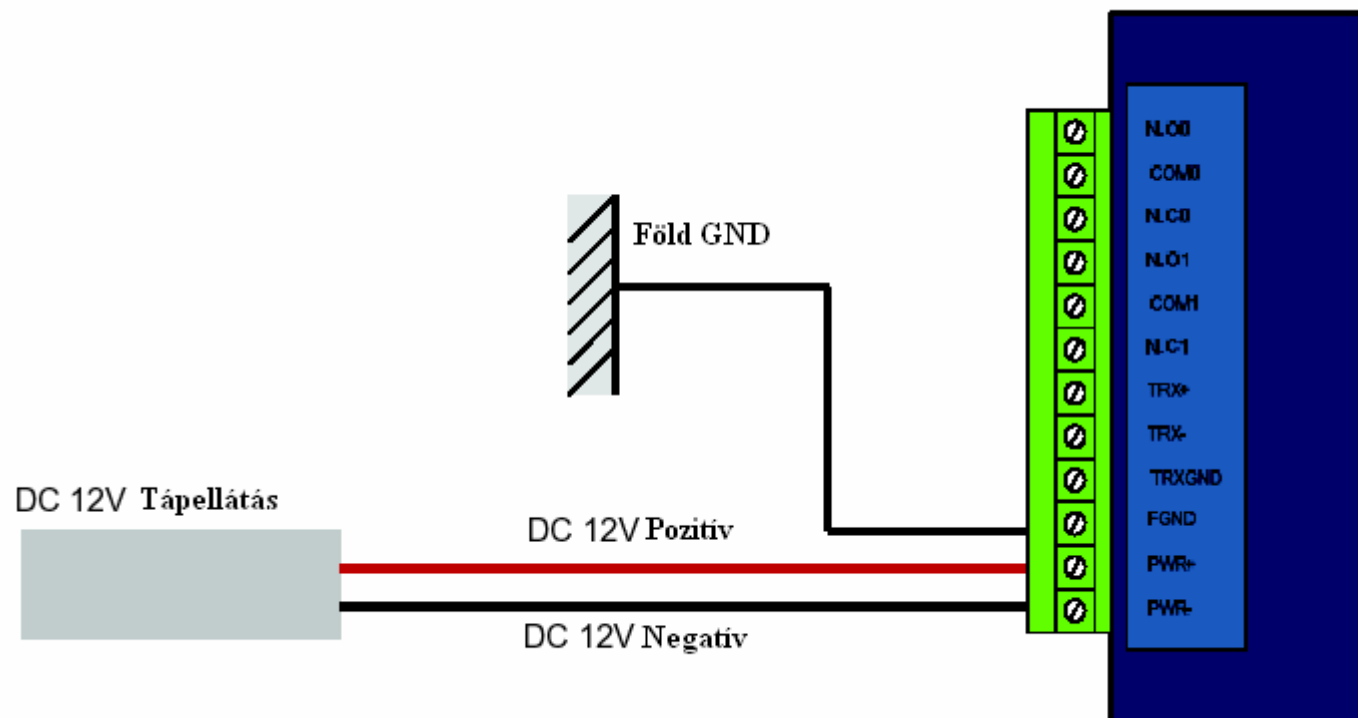 N.O0
COM0
N.C0
Föld GND
N.O1
COM1
N.C1
TRX+
TRX-
TRXGND
DC 12V Tápellátás
FGND
DC 12V Pozitív
PWR+
PWR-
DC 12V Negatív